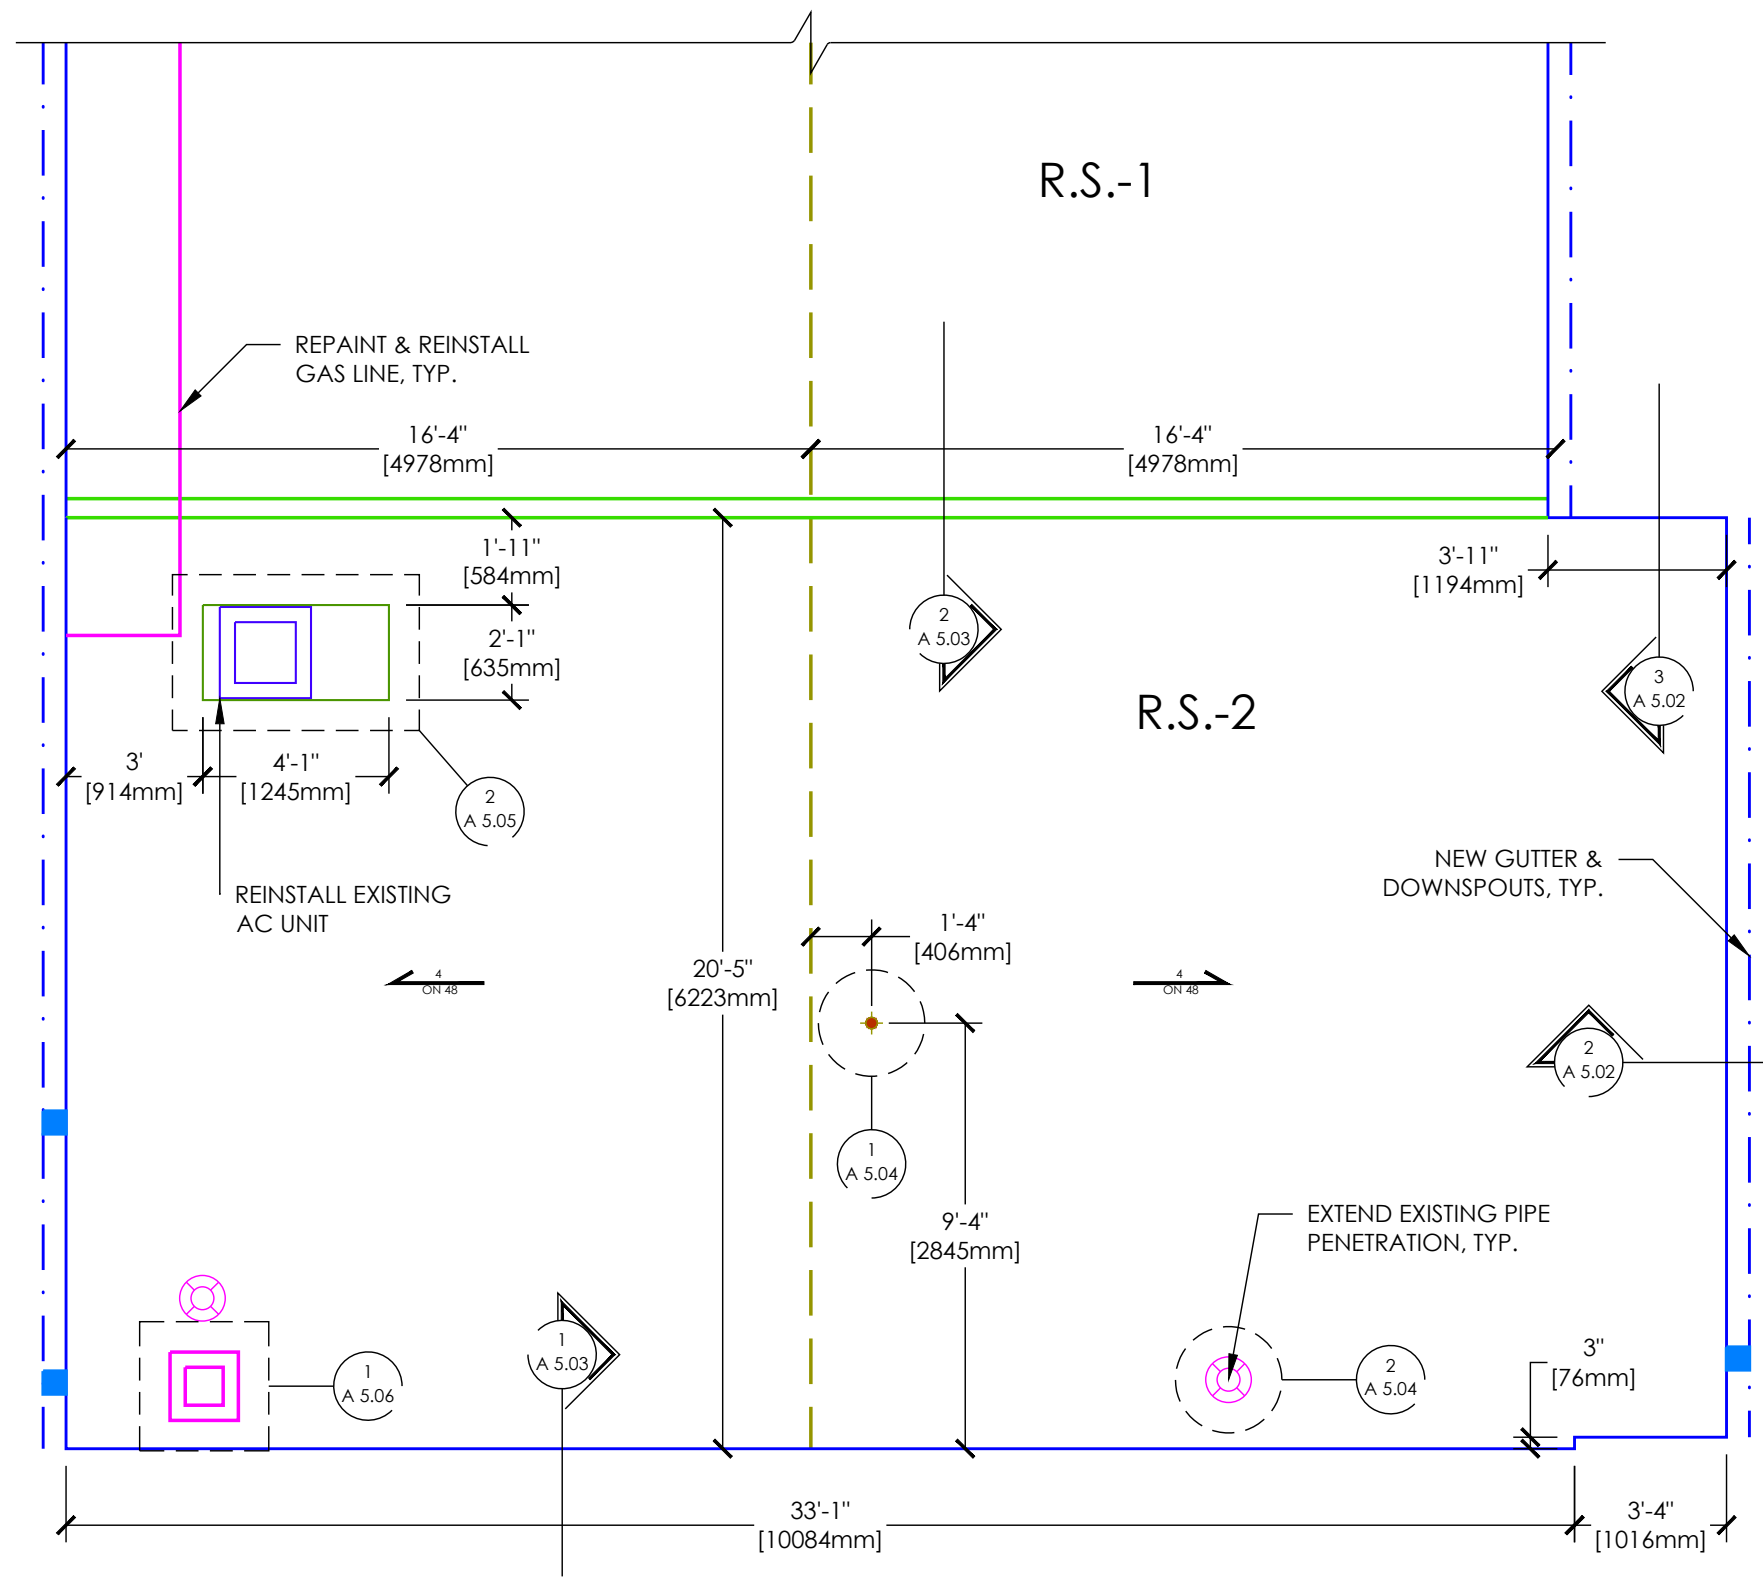 R.S.-1
REPAINT & REINSTALL
GAS LINE, TYP.
16'-4"
[4978mm]
16'-4"
[4978mm]
1'-11"
[584mm]
3'-11"
[1194mm]
2
A 5.03
2'-1"
[635mm]
3
A 5.02
R.S.-2
3'
[914mm]
4'-1"
[1245mm]
2
A 5.05
REINSTALL EXISTING
AC UNIT
NEW GUTTER &
DOWNSPOUTS, TYP.
1'-4"
[406mm]
4
ON 48
20'-5"
[6223mm]
4
ON 48
2
A 5.02
1
A 5.04
9'-4"
[2845mm]
EXTEND EXISTING PIPE
PENETRATION, TYP.
1
A 5.06
1
A 5.03
2
A 5.04
3"
[76mm]
33'-1"
[10084mm]
3'-4"
[1016mm]